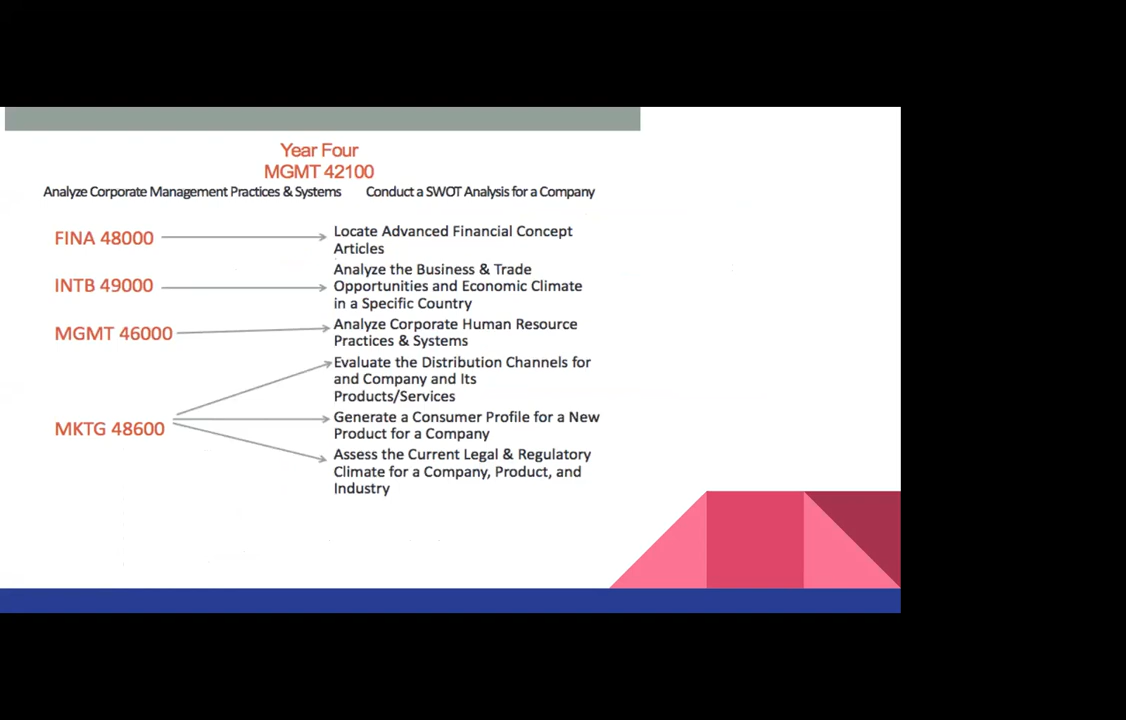 Year Four
MGMT 42100
Analyze Corporate Management Practices & Systems Conduct a SWOT Analysis for a Company
FINA 48000
Locate Advanced Financial Concept
Articles
INTB 49000
Analyze the Business & Trade
Opportunities and Economic Climate
in a Specific Country
MGMT 46000
Analyze Corporate Human Resource
Practices & Systems
MKTG 48600
Evaluate the Distribution Channels for
and Company and Its
Products/Services
Generate a Consumer Profile for a New
Product for a Company
Assess the Current Legal & Regulatory
Climate for a Company, Product, and
Industry